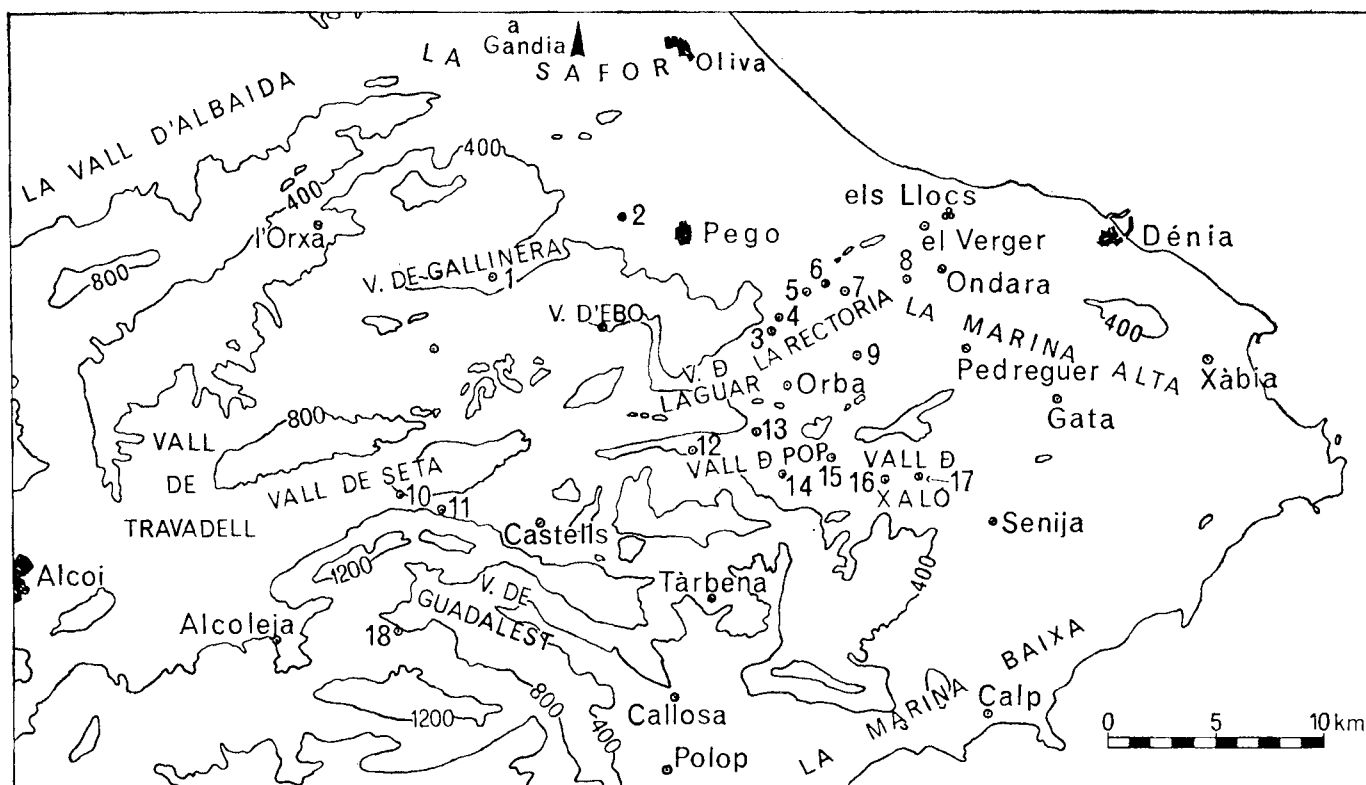 a
Gandia
LA SAFOR
Oliva
LA VALL D'ALBAIDA
400
400
800
l'Orxa
2
Pego
els Llocs
el Verger
Dénia
V. DE GALLINERA
1
V. D'EBO
8
Ondara
6
5
7
4
3
LA RECTORIA
LA MARINA ALTA
400
9
V. Đ
LAGUAR
Orba
Pedreguer
Xàbia
Gata
800
VALL
DE
TRAVADELL
VALL DE SETA
10
11
12
13
VALL Đ POP
14
15
VALL Đ
XALÓ
16
17
Castells
Senija
1200
Alcoi
V. DE
GUADALEST
Tàrbena
400
Alcoleja
18
1200
800
400
Callosa
Polop
LA MARINA BAIXA
Calp
0 5 10 km